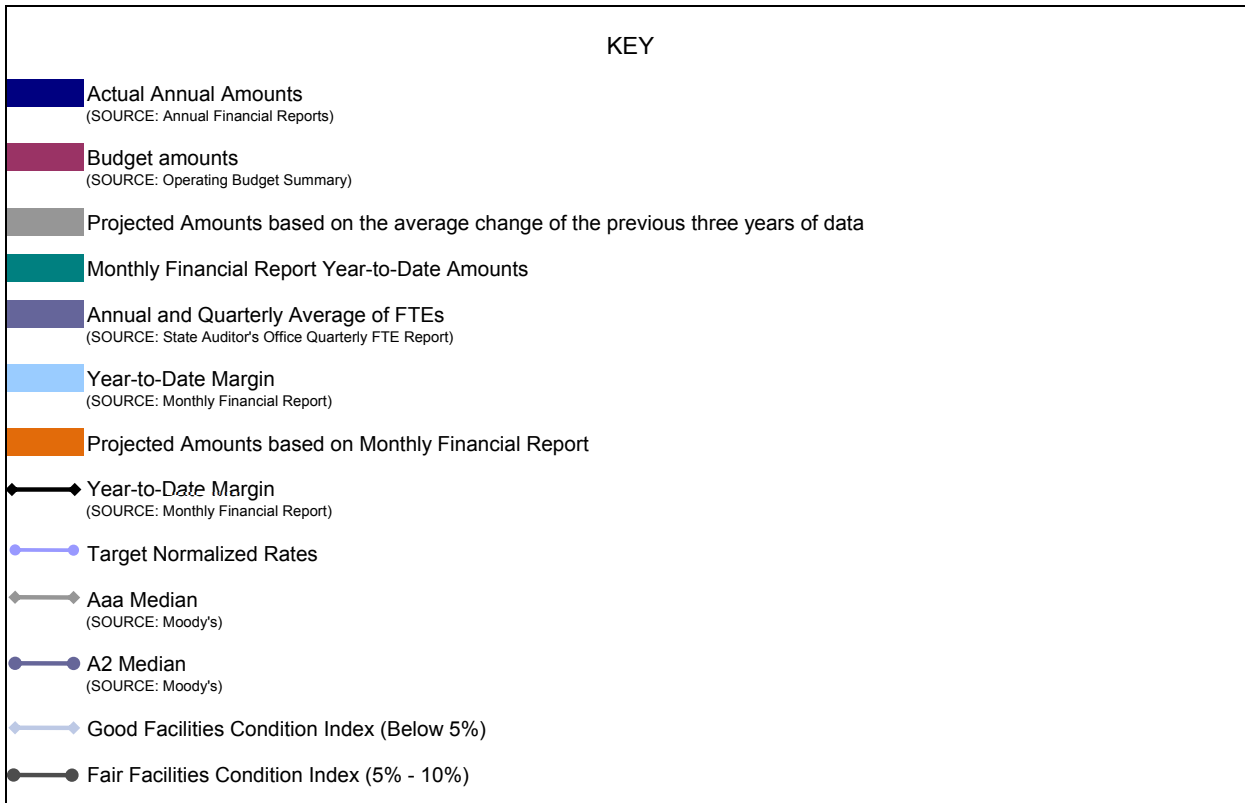 KEY
Actual Annual Amounts
(SOURCE: Annual Financial Reports)
Budget amounts
(SOURCE: Operating Budget Summary)
Projected Amounts based on the average change of the previous three years of data
Monthly Financial Report Year-to-Date Amounts
Annual and Quarterly Average of FTEs
(SOURCE: State Auditor's Office Quarterly FTE Report)
Year-to-Date Margin
(SOURCE: Monthly Financial Report)
Projected Amounts based on Monthly Financial Report
Year-to-Date Margin
(SOURCE: Monthly Financial Report)
Target Normalized Rates
Aaa Median
(SOURCE: Moody's)
A2 Median
(SOURCE: Moody's)
Good Facilities Condition Index (Below 5%)
Fair Facilities Condition Index (5% - 10%)